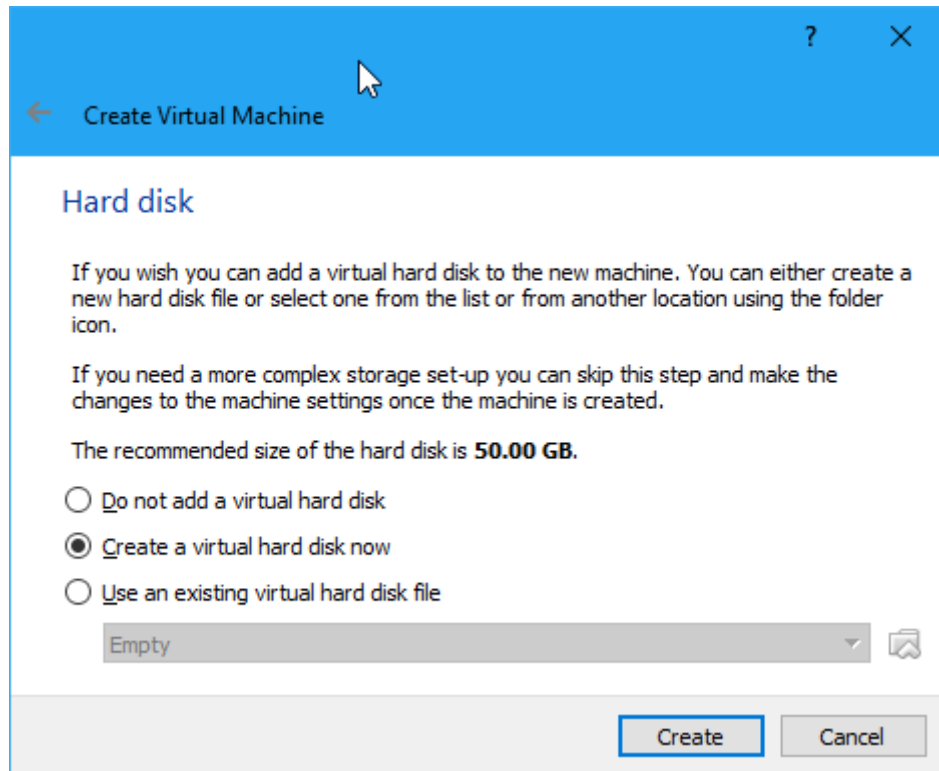 ?
Create Virtual Machine
Hard disk
If you wish you can add a virtual hard disk to the new machine. You can either create a
new hard disk file or select one from the list or from another location using the folder
icon.
If you need a more complex storage set-up you can skip this step and make the
changes to the machine settings once the machine is created.
The recommended size of the hard disk is 50.00 GB.
Do not add a virtual hard disk
Create a virtual hard disk now
Use an existing virtual hard disk file
Empty
Create Cancel